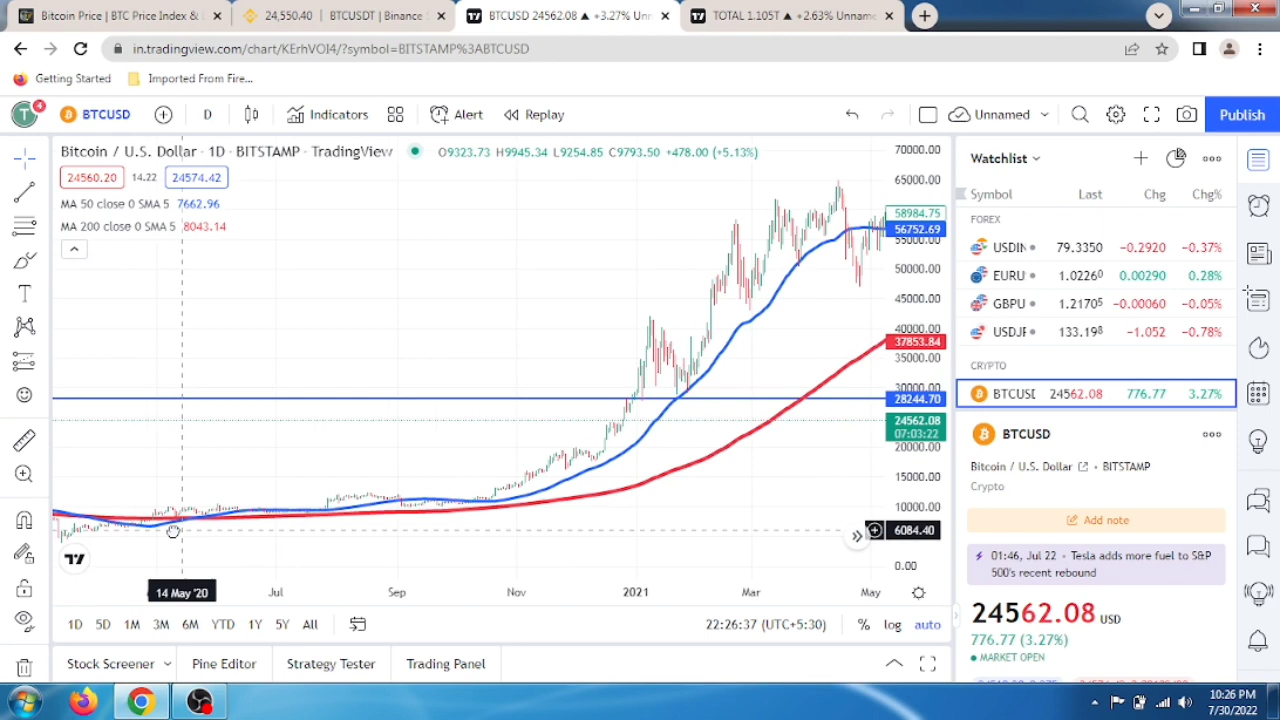 Bitcoin Price | BTC Price Index &
24,550.40 | BTCUSDT | Binance
BTCUSD 24562.08 ▲ +3.27% Unn
TOTAL 1.105T ▲ +2.63% Unnam
in.tradingview.com/chart/KErhVOI4/?symbol=BITSTAMP%3ABTCUSD
Getting Started
Imported From Fire...
T
4
BTCUSD
D
Indicators
Alert
Replay
Unnamed
Publish
Bitcoin / U.S. Dollar · 1D · BITSTAMP · TradingView
O9323.73 H9945.34 L9254.85 C9793.50 +478.00 (+5.13%)
24560.20 14.22 24574.42
MA 50 close 0 SMA 5 7662.96
MA 200 close 0 SMA 5 8043.14
70000.00
65000.00
58984.75
56752.69
55000.00
50000.00
45000.00
40000.00
37853.84
35000.00
30000.00
28244.70
24562.08
07:03:22
20000.00
15000.00
10000.00
6084.40
0.00
14 May '20
Jul
Sep
Nov
2021
Mar
May
1D 5D 1M 3M 6M YTD 1Y 5Y All
22:26:37 (UTC+5:30)
% log auto
Stock Screener
Pine Editor
Strategy Tester
Trading Panel
Watchlist
Symbol Last Chg Chg%
FOREX
USDIN 79.3350 −0.2920 −0.37%
EURU 1.02260 0.00290 0.28%
GBPU 1.21705 −0.00060 −0.05%
USDJF 133.198 −1.052 −0.78%
CRYPTO
BTCUSE 24562.08 776.77 3.27%
BTCUSD
Bitcoin / U.S. Dollar • BITSTAMP
Crypto
Add note
01:46, Jul 22 • Tesla adds more fuel to S&P
500's recent rebound
24562.08 USD
776.77 (3.27%)
MARKET OPEN
10:26 PM
7/30/2022